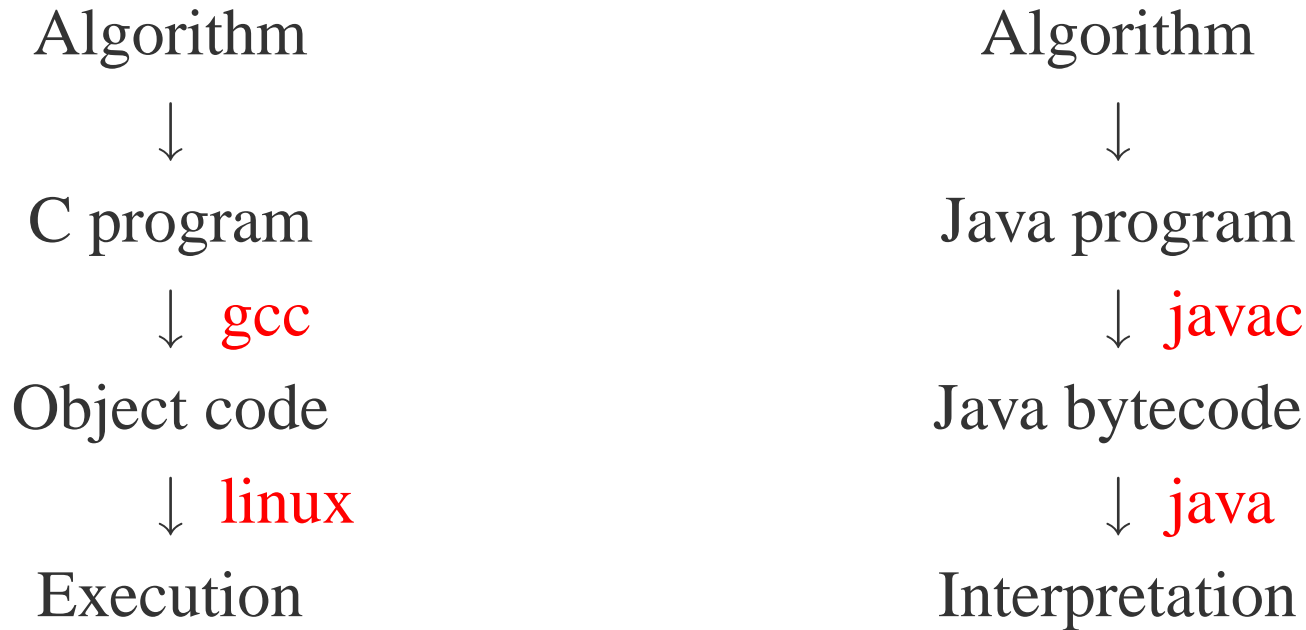 Algorithm
↓
C program
↓ gcc
Object code
↓ linux
Execution
Algorithm
↓
Java program
↓ javac
Java bytecode
↓ java
Interpretation